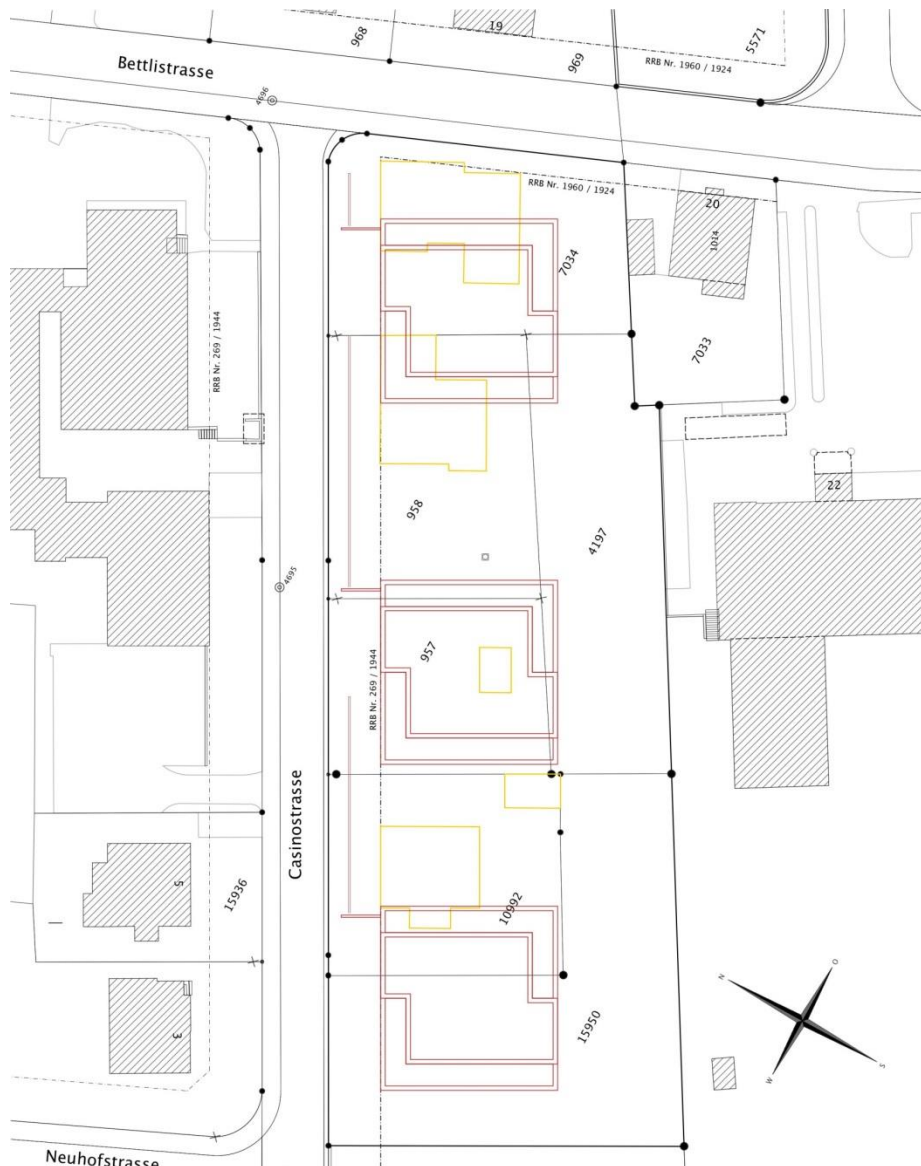 968
19
969
5571
RRB Nr. 1960 / 1924
Bettlistrasse
4696
RRB Nr. 1960 / 1924
20
1014
7034
7033
RRB Nr. 269 / 1944
22
958
4197
4695
957
RRB Nr. 269 / 1944
Casinostrasse
5
15936
10992
3
15950
N
O
W
S
Neuhofstrasse